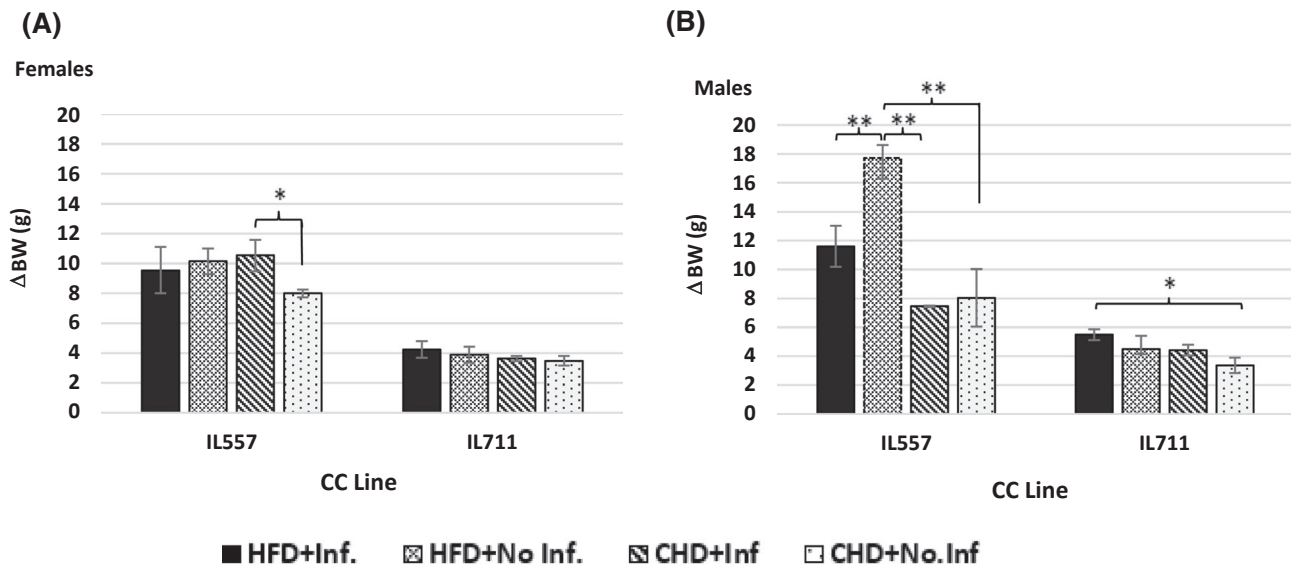 (A)
Females
20
18
16
14
12
10
8
6
4
2
0
ΔBW (g)
*
IL557
IL711
CC Line
(B)
Males
20
18
16
14
12
10
8
6
4
2
0
ΔBW (g)
**
**
**
*
IL557
IL711
CC Line
HFD+Inf. HFD+No Inf. CHD+Inf CHD+No.Inf